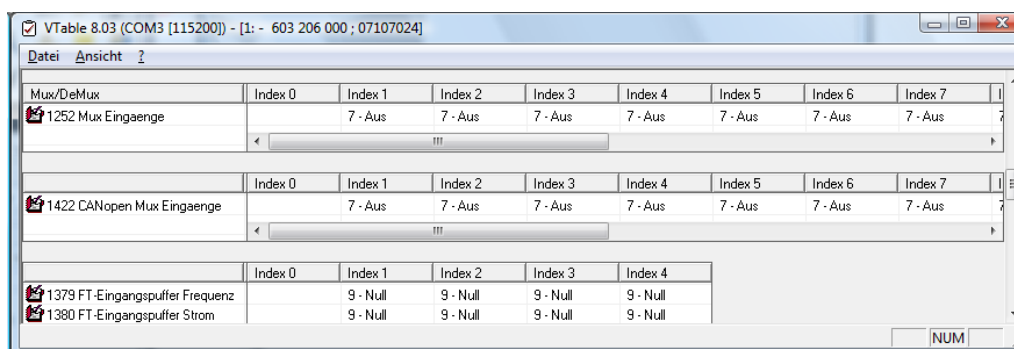 VTable 8.03 (COM3 [115200]) - [1: - 603 206 000 ; 07107024]
Datei Ansicht ?
Mux/DeMux Index 0 Index 1 Index 2 Index 3 Index 4 Index 5 Index 6 Index 7
1252 Mux Eingaenge 7 - Aus 7 - Aus 7 - Aus 7 - Aus 7 - Aus 7 - Aus 7 - Aus
Index 0 Index 1 Index 2 Index 3 Index 4 Index 5 Index 6 Index 7
1422 CANopen Mux Eingaenge 7 - Aus 7 - Aus 7 - Aus 7 - Aus 7 - Aus 7 - Aus 7 - Aus
Index 0 Index 1 Index 2 Index 3 Index 4
1379 FT-Eingangspuffer Frequenz 9 - Null 9 - Null 9 - Null 9 - Null
1380 FT-Eingangspuffer Strom 9 - Null 9 - Null 9 - Null 9 - Null
NUM